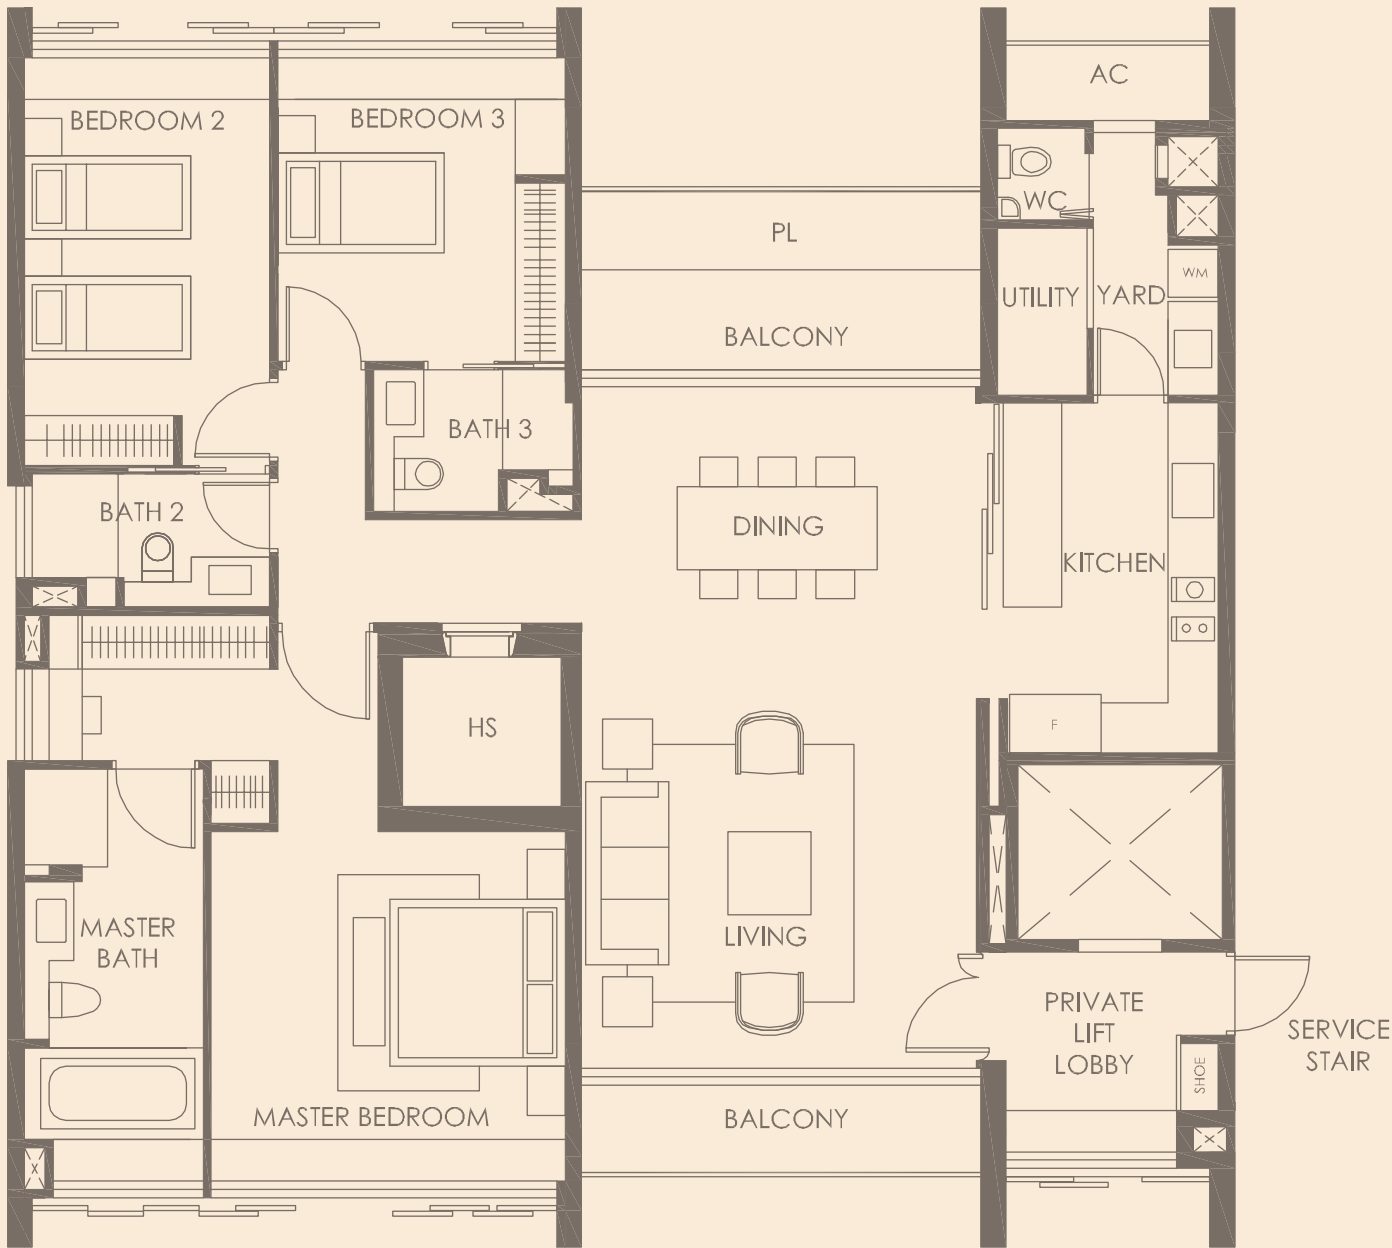 AC
BEDROOM 2
BEDROOM 3
WC
PL
WM
UTILITY
YARD
BALCONY
BATH 3
BATH 2
DINING
KITCHEN
HS
F
MASTER
BATH
LIVING
PRIVATE
LIFT
LOBBY
SERVICE
STAIR
SHOE
MASTER BEDROOM
BALCONY